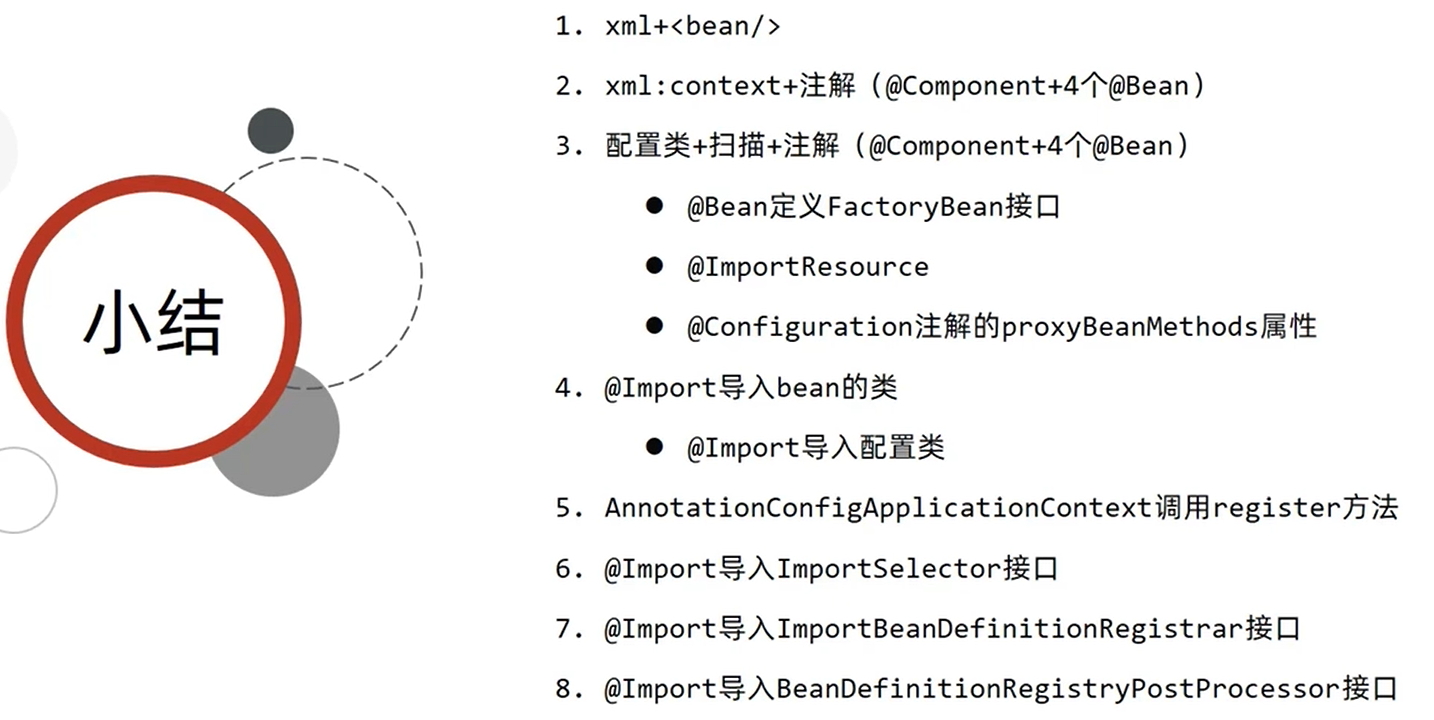 小结
1. xml+<bean/>
2. xml:context+注解（@Component+4个@Bean）
3. 配置类+扫描+注解（@Component+4个@Bean）
● @Bean定义FactoryBean接口
● @ImportResource
● @Configuration注解的proxyBeanMethods属性
4. @Import导入bean的类
● @Import导入配置类
5. AnnotationConfigApplicationContext调用register方法
6. @Import导入ImportSelector接口
7. @Import导入ImportBeanDefinitionRegistrar接口
8. @Import导入BeanDefinitionRegistryPostProcessor接口